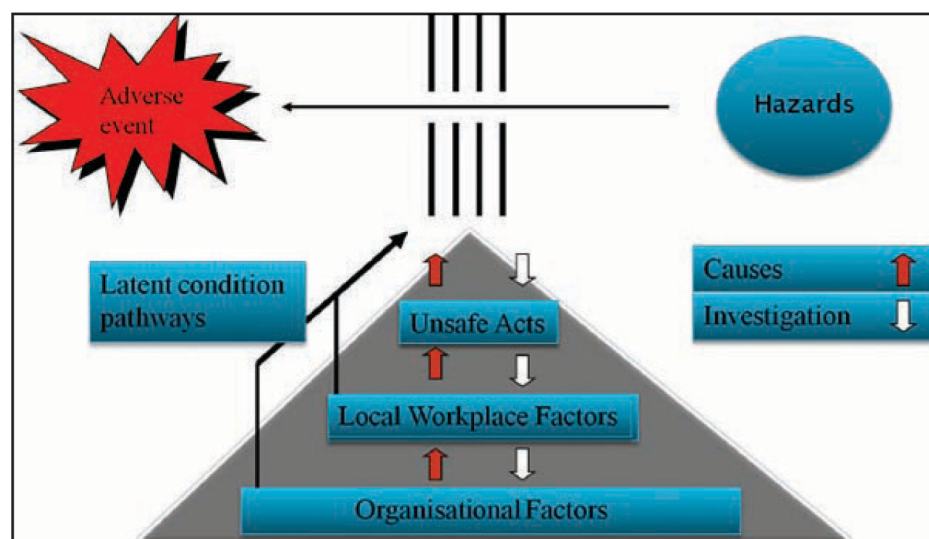 Adverse
event
Hazards
Latent condition
pathways
Causes
Investigation
Unsafe Acts
Local Workplace Factors
Organisational Factors